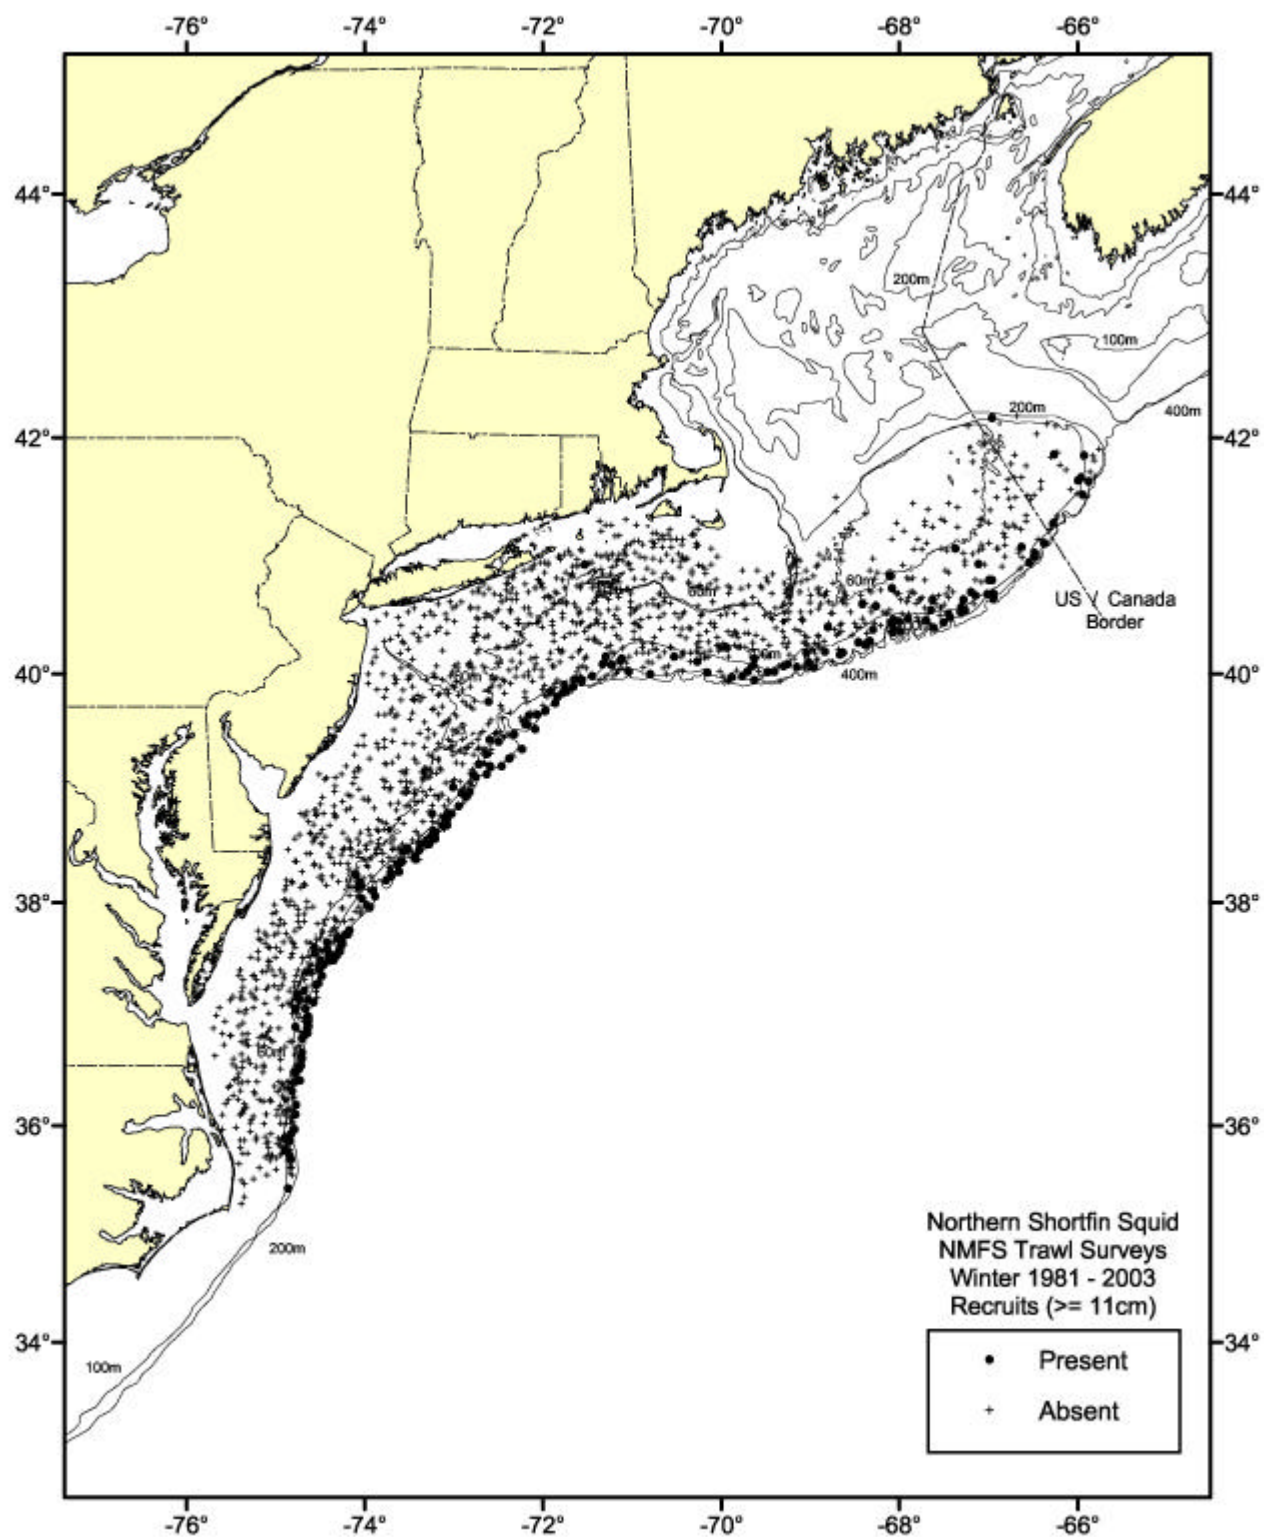 -76° -74° -72° -70° -68° -66°
44° 44°
200m
100m
200m
400m
42° 42°
60m
60m
US / Canada
Border
40° 40°
400m
60m
38° 38°
60m
36° 36°
200m
Northern Shortfin Squid
NMFS Trawl Surveys
Winter 1981 - 2003
Recruits (>= 11cm)
34° 34°
Present
100m
Absent
-76° -74° -72° -70° -68° -66°